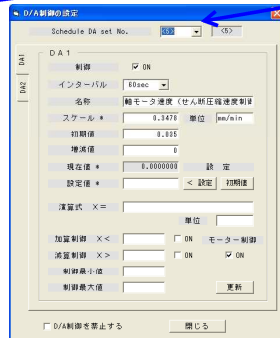 D/A制御の設定
Schedule DA set No. <5> <5>
DA1
DA2
DA1
制御 ON
インターバル 60sec
名称 軸モータ速度（せん断圧縮速度制御
スケール * 0.3478 単位 mm/min
初期値 0.035
増減値 0
現在値 * 0.0000000 設 定
設定値 * < 設定 初期値
演算式 X＝
単位
加算制御 X< ON モーター制御
減算制御 X> ON ON
制御最小値
制御最大値 更新
D/A制御を禁止する 閉じる